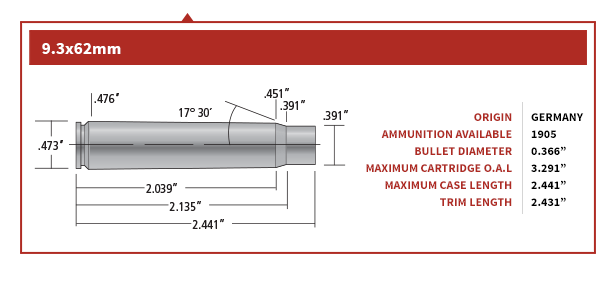 9.3x62mm
.476"
.451"
.391"
17° 30′
.391"
.473"
2.039"
2.135"
2.441"
ORIGIN GERMANY
AMMUNITION AVAILABLE 1905
BULLET DIAMETER 0.366”
MAXIMUM CARTRIDGE O.A.L 3.291”
MAXIMUM CASE LENGTH 2.441”
TRIM LENGTH 2.431”